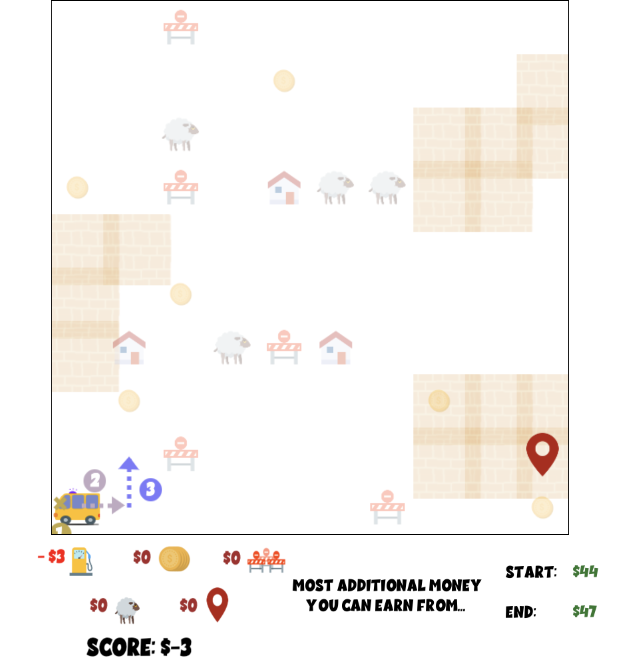 2
3
- $3
$0
$0
$0
$0
MOST ADDITIONAL MONEY
YOU CAN EARN FROM...
START: $44
END: $47
SCORE: $-3